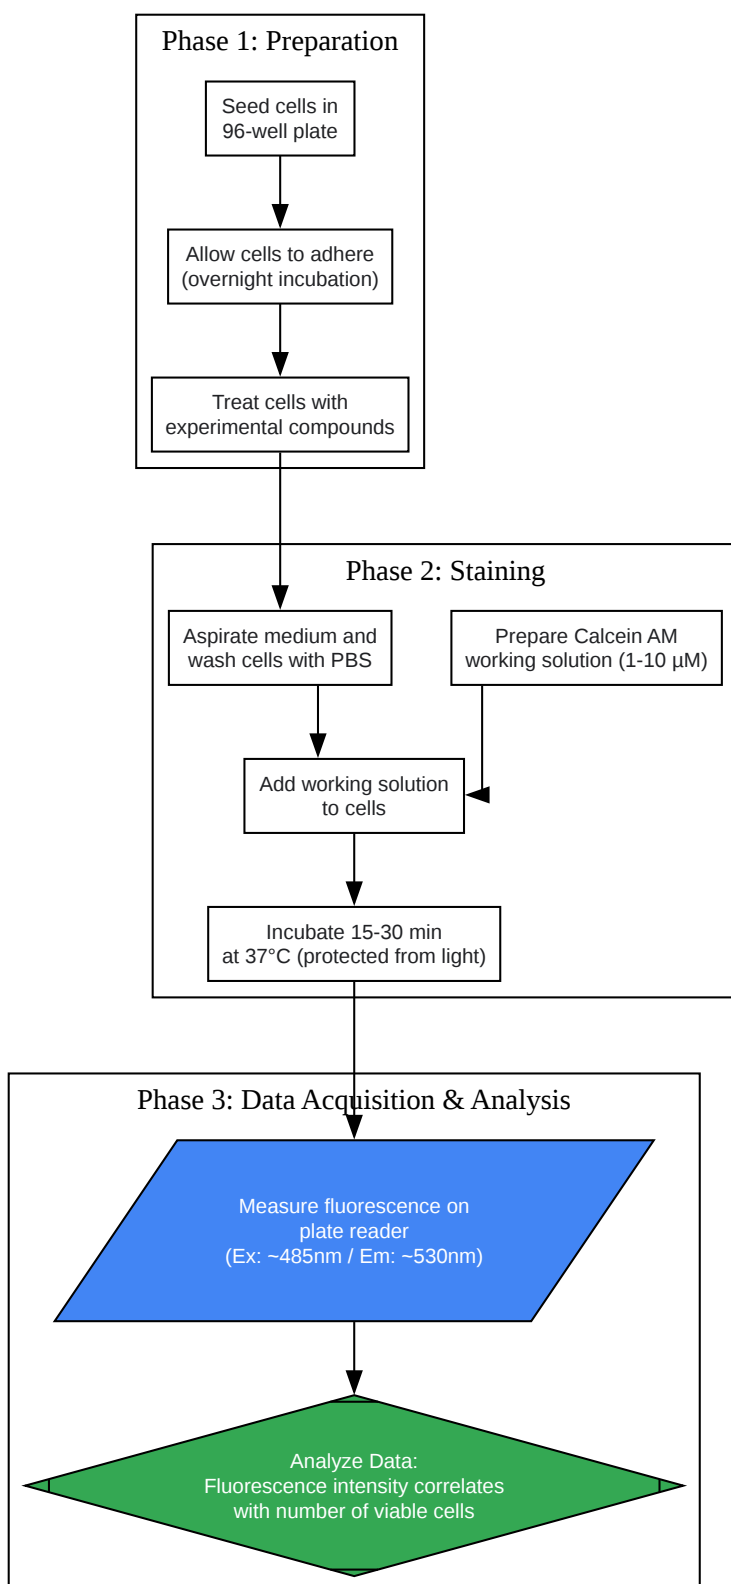 Phase 1: Preparation
Seed cells in
96-well plate
Allow cells to adhere
(overnight incubation)
Treat cells with
experimental compounds
Phase 2: Staining
Aspirate medium and
wash cells with PBS
Prepare Calcein AM
working solution (1-10 µM)
Add working solution
to cells
Incubate 15-30 min
at 37°C (protected from light)
Phase 3: Data Acquisition & Analysis
Measure fluorescence on
plate reader
(Ex: ~485nm / Em: ~530nm)
Analyze Data:
Fluorescence intensity correlates
with number of viable cells